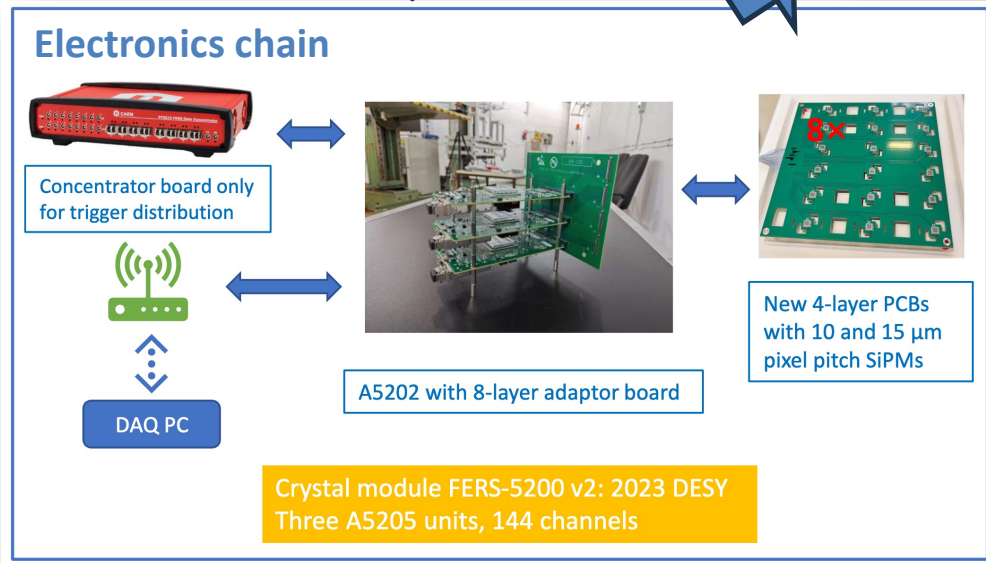 Electronics chain
CAEN
8×
Concentrator board only
for trigger distribution
New 4-layer PCBs
with 10 and 15 μm
pixel pitch SiPMs
A5202 with 8-layer adaptor board
DAQ PC
Crystal module FERS-5200 v2: 2023 DESY
Three A5205 units, 144 channels